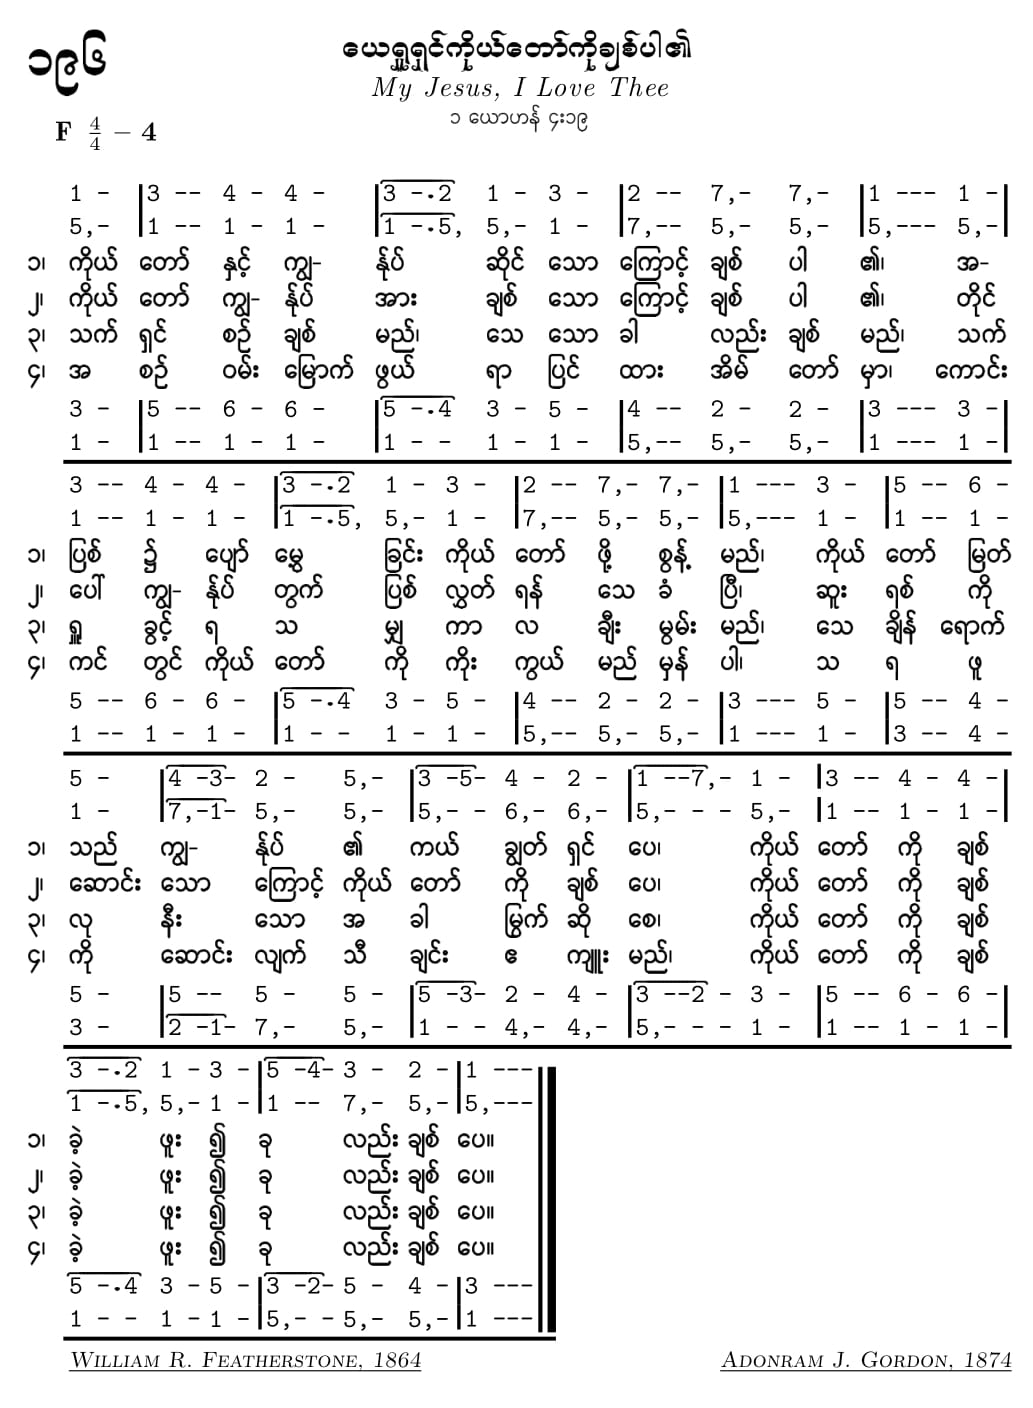 ၁၉၆
ယေရှုရှင်ကိုယ်တော်ကိုချစ်ပါ၏
My Jesus, I Love Thee
၁ ယောဟန် ၄း၁၉
F 4/4 – 4
1 – |3 –– 4 – 4 – |3 –.2 1 – 3 – |2 –– 7,– 7,– |1 ––– 1 –|
5,– |1 –– 1 – 1 – |1 –.5, 5,– 1 – |7,–– 5,– 5,– |5,––– 5,–|
၁၊ ကိုယ် တော် နှင့် ကျွ– န်ုပ် ဆိုင် သော ကြောင့် ချစ် ပါ ၏၊ အ–
၂၊ ကိုယ် တော် ကျွ– န်ုပ် အား ချစ် သော ကြောင့် ချစ် ပါ ၏၊ တိုင်
၃၊ သက် ရှင် စဉ် ချစ် မည်၊ သေ သော ခါ လည်း ချစ် မည်၊ သက်
၄၊ အ စဉ် ဝမ်း မြောက် ဖွယ် ရာ ပြင် ထား အိမ် တော် မှာ၊ ကောင်း
3 – |5 –– 6 – 6 – |5 –.4 3 – 5 – |4 –– 2 – 2 – |3 ––– 3 –|
1 – |1 –– 1 – 1 – |1 – – 1 – 1 – |5,–– 5,– 5,– |1 ––– 1 –|
3 –– 4 – 4 – |3 –.2 1 – 3 – |2 –– 7,– 7,– |1 ––– 3 – |5 –– 6 –
1 –– 1 – 1 – |1 –.5, 5,– 1 – |7,–– 5,– 5,– |5,––– 1 – |1 –– 1 –
၁၊ ပြစ် ၌ ပျော် မွေ့ ခြင်း ကိုယ် တော် ဖို့ စွန့် မည်၊ ကိုယ် တော် မြတ်
၂၊ ပေါ် ကျွ– န်ုပ် တွက် ပြစ် လွှတ် ရန် သေ ခံ ပြီ၊ ဆူး ရစ် ကို
၃၊ ရှူ ခွင့် ရ သ မျှ ကာ လ ချီး မွမ်း မည်၊ သေ ချိန် ရောက်
၄၊ ကင် တွင် ကိုယ် တော် ကို ကိုး ကွယ် မည် မှန် ပါ၊ သ ရ ဖူ
5 –– 6 – 6 – |5 –.4 3 – 5 – |4 –– 2 – 2 – |3 ––– 5 – |5 –– 4 –
1 –– 1 – 1 – |1 – – 1 – 1 – |5,–– 5,– 5,– |1 ––– 1 – |3 –– 4 –
5 – |4 –3– 2 – 5,– |3 –5– 4 – 2 – |1 ––7,– 1 – |3 –– 4 – 4 –|
1 – |7,–1– 5,– 5,– |5,– – 6,– 6,– |5,– – – 5,– |1 –– 1 – 1 –|
၁၊ သည် ကျွ– န်ုပ် ၏ ကယ် ချွတ် ရှင် ပေ၊ ကိုယ် တော် ကို ချစ်
၂၊ ဆောင်း သော ကြောင့် ကိုယ် တော် ကို ချစ် ပေ၊ ကိုယ် တော် ကို ချစ်
၃၊ လု နီး သော အ ခါ မြွက် ဆို စေ၊ ကိုယ် တော် ကို ချစ်
၄၊ ကို ဆောင်း လျက် သီ ချင်း ဧ ကျူး မည်၊ ကိုယ် တော် ကို ချစ်
5 – |5 –– 5 – 5 – |5 –3– 2 – 4 – |3 ––2 – 3 – |5 –– 6 – 6 –|
3 – |2 –1– 7,– 5,– |1 – – 4,– 4,– |5,– – – 1 – |1 –– 1 – 1 –|
3 –.2 1 – 3 –|5 –4– 3 – 2 –|1 –––
1 –.5, 5,– 1 –|1 –– 7,– 5,–|5,–––
၁၊ ခဲ့ ဖူး ၍ ခု လည်း ချစ် ပေ။
၂၊ ခဲ့ ဖူး ၍ ခု လည်း ချစ် ပေ။
၃၊ ခဲ့ ဖူး ၍ ခု လည်း ချစ် ပေ။
၄၊ ခဲ့ ဖူး ၍ ခု လည်း ချစ် ပေ။
5 –.4 3 – 5 –|3 –2– 5 – 4 –|3 –––
1 – – 1 – 1 –|5,– – 5,– 5,–|1 –––
WILLIAM R. FEATHERSTONE, 1864 ADONRAM J. GORDON, 1874